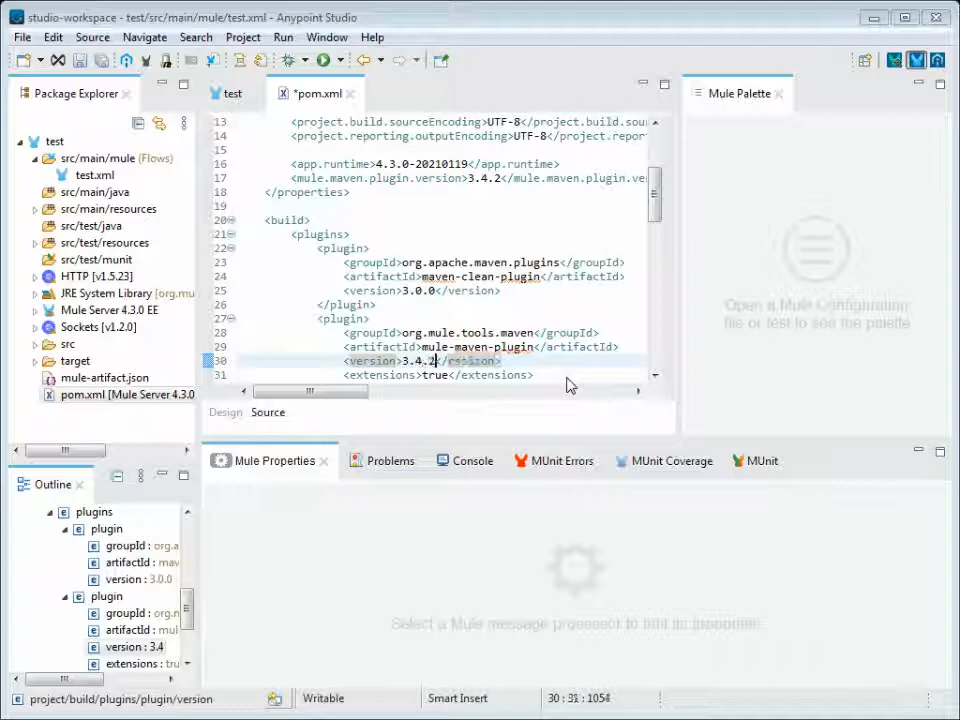 studio-workspace - test/src/main/mule/test.xml - Anypoint Studio
File Edit Source Navigate Search Project Run Window Help
Package Explorer
test
src/main/mule (Flows)
test.xml
src/main/java
src/main/resources
src/test/java
src/test/resources
src/test/munit
HTTP [v1.5.23]
JRE System Library [org.mu
Mule Server 4.3.0 EE
Sockets [v1.2.0]
src
target
mule-artifact.json
pom.xml [Mule Server 4.3.0
test *pom.xml
13 <project.build.sourceEncoding>UTF-8</project.build.sou
14 <project.reporting.outputEncoding>UTF-8</project.repor
15
16 <app.runtime>4.3.0-20210119</app.runtime>
17 <mule.maven.plugin.version>3.4.2</mule.maven.plugin.ve
18 </properties>
19
20 <build>
21 <plugins>
22 <plugin>
23 <groupId>org.apache.maven.plugins</groupId>
24 <artifactId>maven-clean-plugin</artifactId>
25 <version>3.0.0</version>
26 </plugin>
27 <plugin>
28 <groupId>org.mule.tools.maven</groupId>
29 <artifactId>mule-maven-plugin</artifactId>
30 <version>3.4.2
31 <extensions>true</extensions>
Design Source
Mule Palette
Open a Mule Configuration
file or test to see the palette
Outline
plugins
plugin
groupId : org.a
artifactId : mav
version : 3.0.0
plugin
groupId : org.n
artifactId : mul
version : 3.4
extensions : tru
Mule Properties Problems Console MUnit Errors MUnit Coverage MUnit
Select a Mule message processor to edit its properties.
project/build/plugins/plugin/version Writable Smart Insert 30 : 31 : 1054